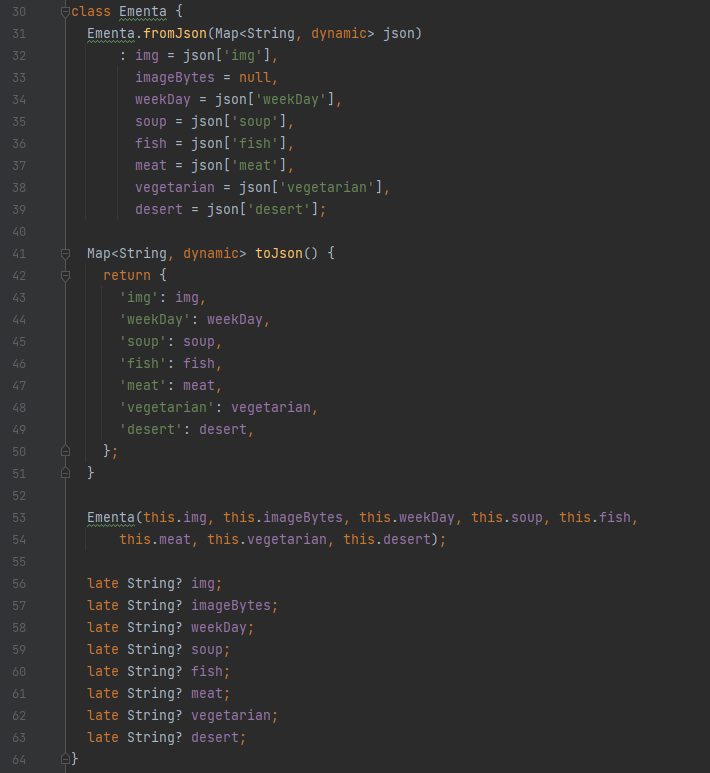 30 class Ementa {
31   Ementa.fromJson(Map<String, dynamic> json)
32       : img = json['img'],
33         imageBytes = null,
34         weekDay = json['weekDay'],
35         soup = json['soup'],
36         fish = json['fish'],
37         meat = json['meat'],
38         vegetarian = json['vegetarian'],
39         desert = json['desert'];
40
41   Map<String, dynamic> toJson() {
42     return {
43       'img': img,
44       'weekDay': weekDay,
45       'soup': soup,
46       'fish': fish,
47       'meat': meat,
48       'vegetarian': vegetarian,
49       'desert': desert,
50     };
51   }
52
53   Ementa(this.img, this.imageBytes, this.weekDay, this.soup, this.fish,
54       this.meat, this.vegetarian, this.desert);
55
56   late String? img;
57   late String? imageBytes;
58   late String? weekDay;
59   late String? soup;
60   late String? fish;
61   late String? meat;
62   late String? vegetarian;
63   late String? desert;
64 }